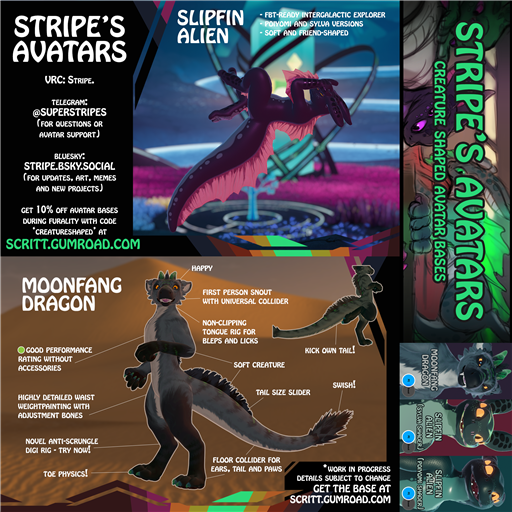 STRIPE'S
AVATARS
VRC: STRIPE.
TELEGRAM:
@SUPERSTRIPES
(FOR QUESTIONS OR
AVATAR SUPPORT)
BLUESKY:
STRIPE.BSKY.SOCIAL
(FOR UPDATES, ART, MEMES
AND NEW PROJECTS)
GET 10% OFF AVATAR BASES
DURING FURALITY WITH CODE
"CREATURESHAPED" AT
SCRITT.GUMROAD.COM
SLIPFIN
ALIEN
- FBT-READY INTERGALACTIC EXPLORER
- POIYOMI AND SYLVA VERSIONS
- SOFT AND FRIEND-SHAPED
STRIPE'S AVATARS
CREATURE SHAPED AVATAR BASES
MOONFANG
DRAGON
HAPPY
FIRST PERSON SNOUT
WITH UNIVERSAL COLLIDER
NON-CLIPPING
TONGUE RIG FOR
BLEPS AND LICKS
KICK OWN TAIL!
GOOD PERFORMANCE
RATING WITHOUT
ACCESSORIES
SOFT CREATURE
TAIL SIZE SLIDER
SWISH!
HIGHLY DETAILED WAIST
WEIGHTPAINTING WITH
ADJUSTMENT BONES
NOVEL ANTI-SCRUNGLE
DIGI RIG - TRY NOW!
TOE PHYSICS!
FLOOR COLLIDER FOR
EARS, TAIL AND PAWS
*WORK IN PROGRESS
DETAILS SUBJECT TO CHANGE
GET THE BASE AT
SCRITT.GUMROAD.COM
MOONFANG
DRAGON
SLIPFIN
ALIEN
SLIPFIN
ALIEN